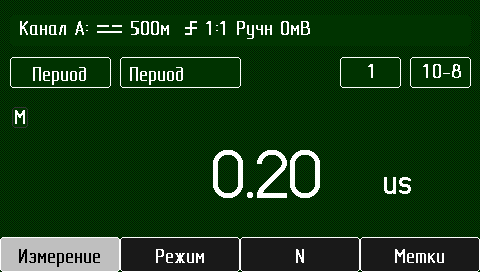 Канал A: 500м 1:1 Ручн 0мВ
Период Период 1 10-8
M
0.20 us
Измерение Режим N Метки